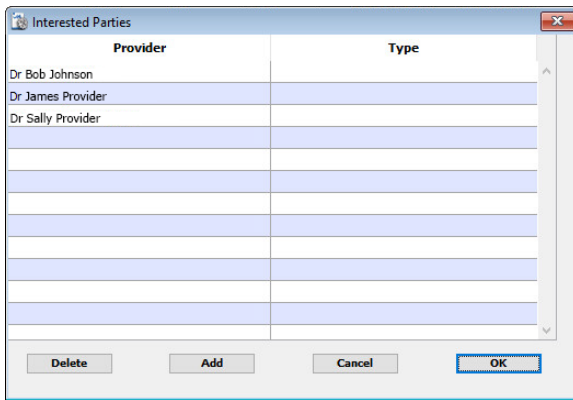 Interested Parties
Provider Type
Dr Bob Johnson
Dr James Provider
Dr Sally Provider
Delete Add Cancel OK